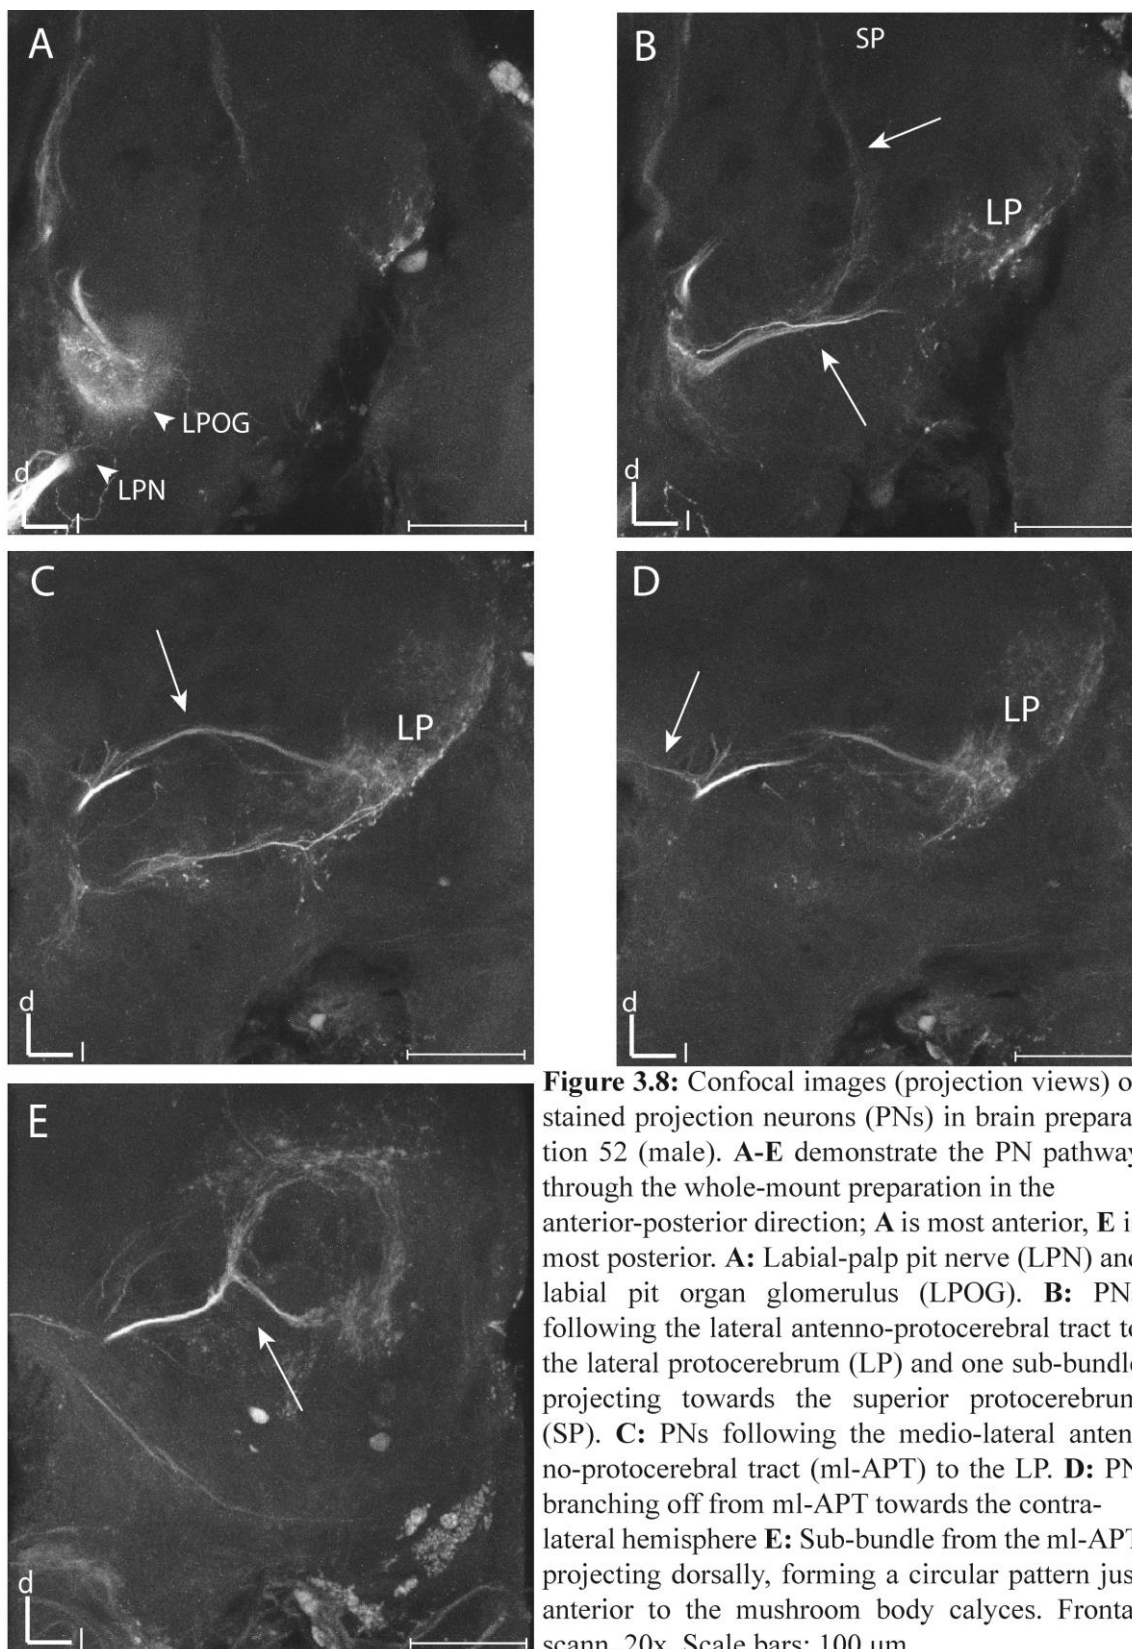 A
LPOG
LPN
d
l
B
SP
LP
l
C
LP
d
l
D
LP
d
l
E
d
l
Figure 3.8: Confocal images (projection views) o
stained projection neurons (PNs) in brain prepara
tion 52 (male). A-E demonstrate the PN pathway
through the whole-mount preparation in the
anterior-posterior direction; A is most anterior, E i
most posterior. A: Labial-palp pit nerve (LPN) and
labial pit organ glomerulus (LPOG). B: PN
following the lateral antenno-protocerebral tract to
the lateral protocerebrum (LP) and one sub-bundle
projecting towards the superior protocerebrum
(SP). C: PNs following the medio-lateral anten
no-protocerebral tract (ml-APT) to the LP. D: PN
branching off from ml-APT towards the contra-
lateral hemisphere E: Sub-bundle from the ml-APT
projecting dorsally, forming a circular pattern jus
anterior to the mushroom body calyces. Fronta
scann, 20x. Scale bars: 100 µm